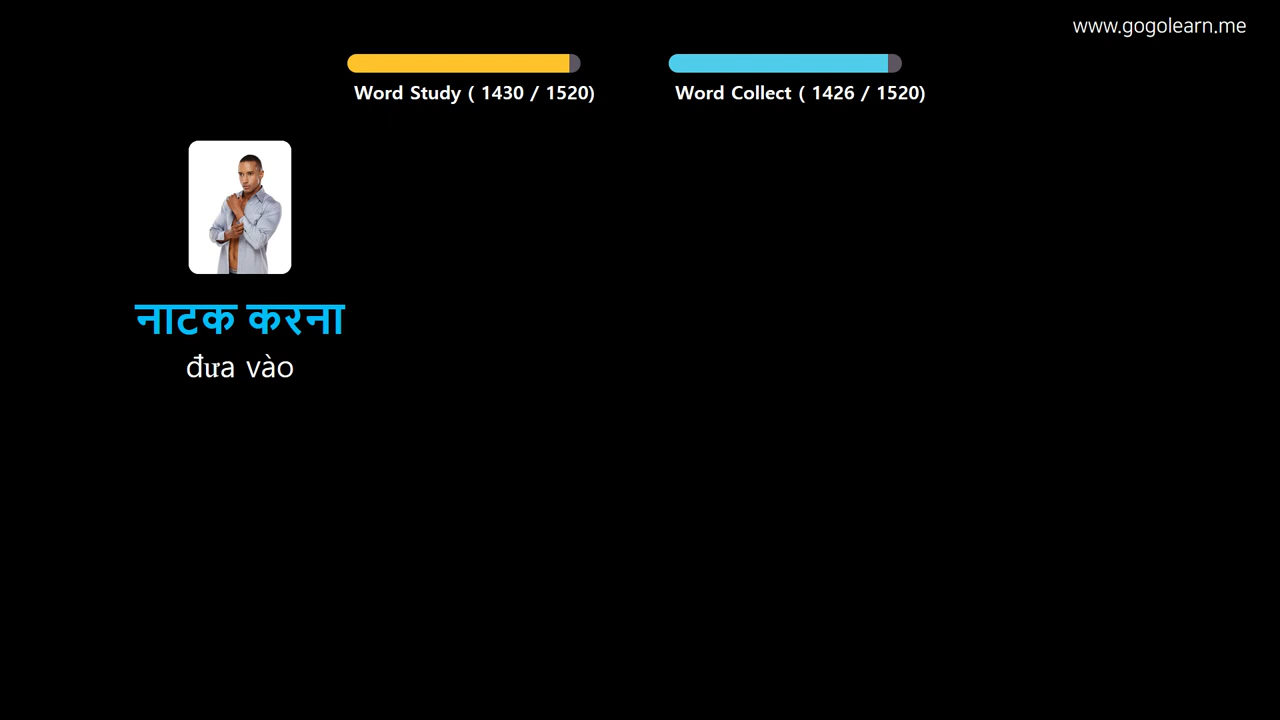 www.gogolearn.me
Word Study ( 1430 / 1520)
Word Collect ( 1426 / 1520)
नाटक करना
đưa vào